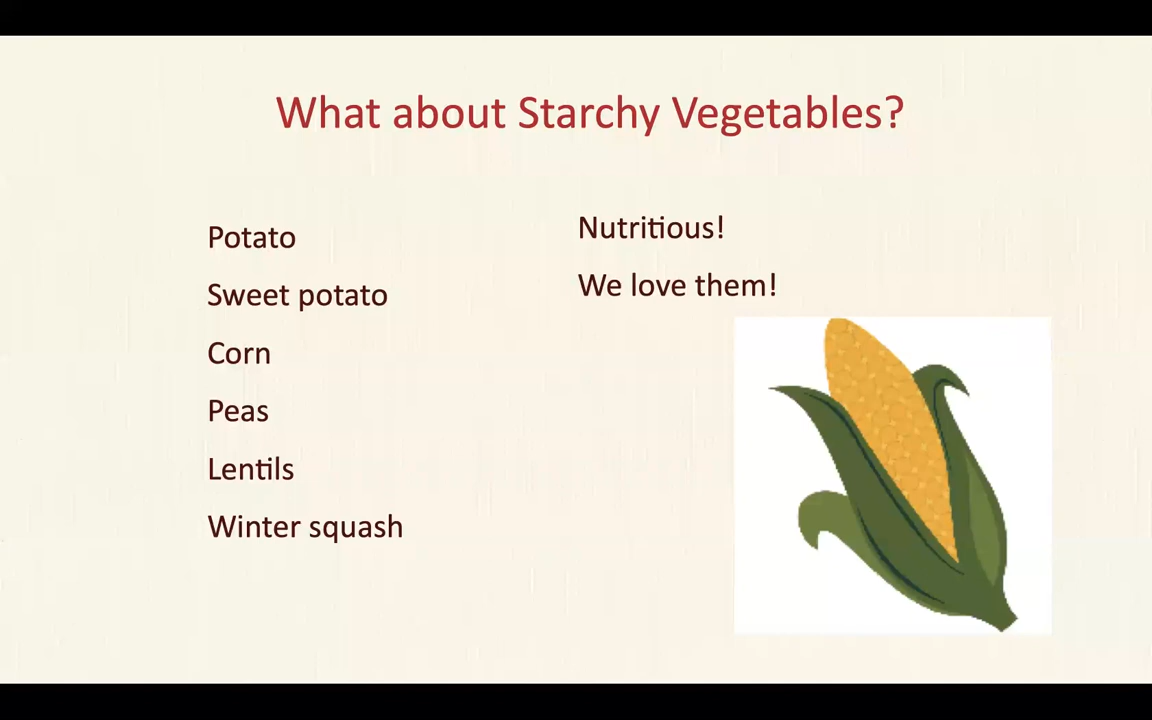 What about Starchy Vegetables?
Potato
Sweet potato
Corn
Peas
Lentils
Winter squash
Nutritious!
We love them!